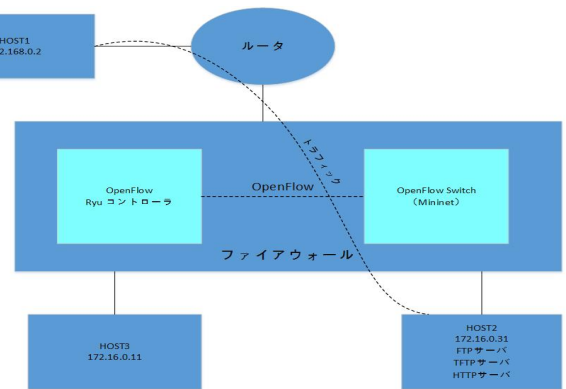 HOST1
2.168.0.2
ルータ
トラフィック
OpenFlow
Ryu コントローラ
OpenFlow
OpenFlow Switch
（Mininet）
ファイアウォール
HOST3
172.16.0.11
HOST2
172.16.0.31
FTPサーバ
TFTPサーバ
HTTPサーバ